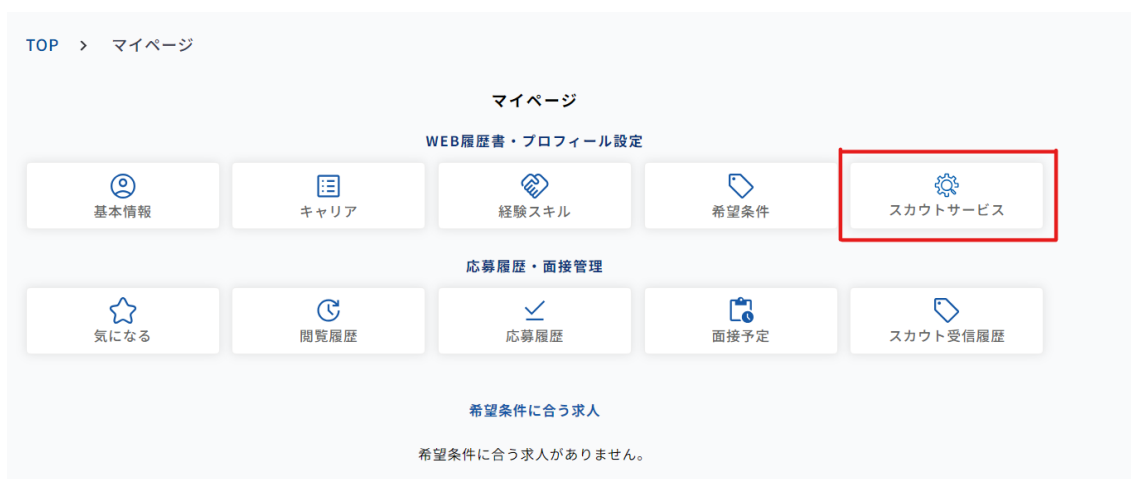 TOP > マイページ
マイページ
WEB履歴書・プロフィール設定
基本情報 キャリア 経験スキル 希望条件 スカウトサービス
応募履歴・面接管理
気になる 閲覧履歴 応募履歴 面接予定 スカウト受信履歴
希望条件に合う求人
希望条件に合う求人がありません。